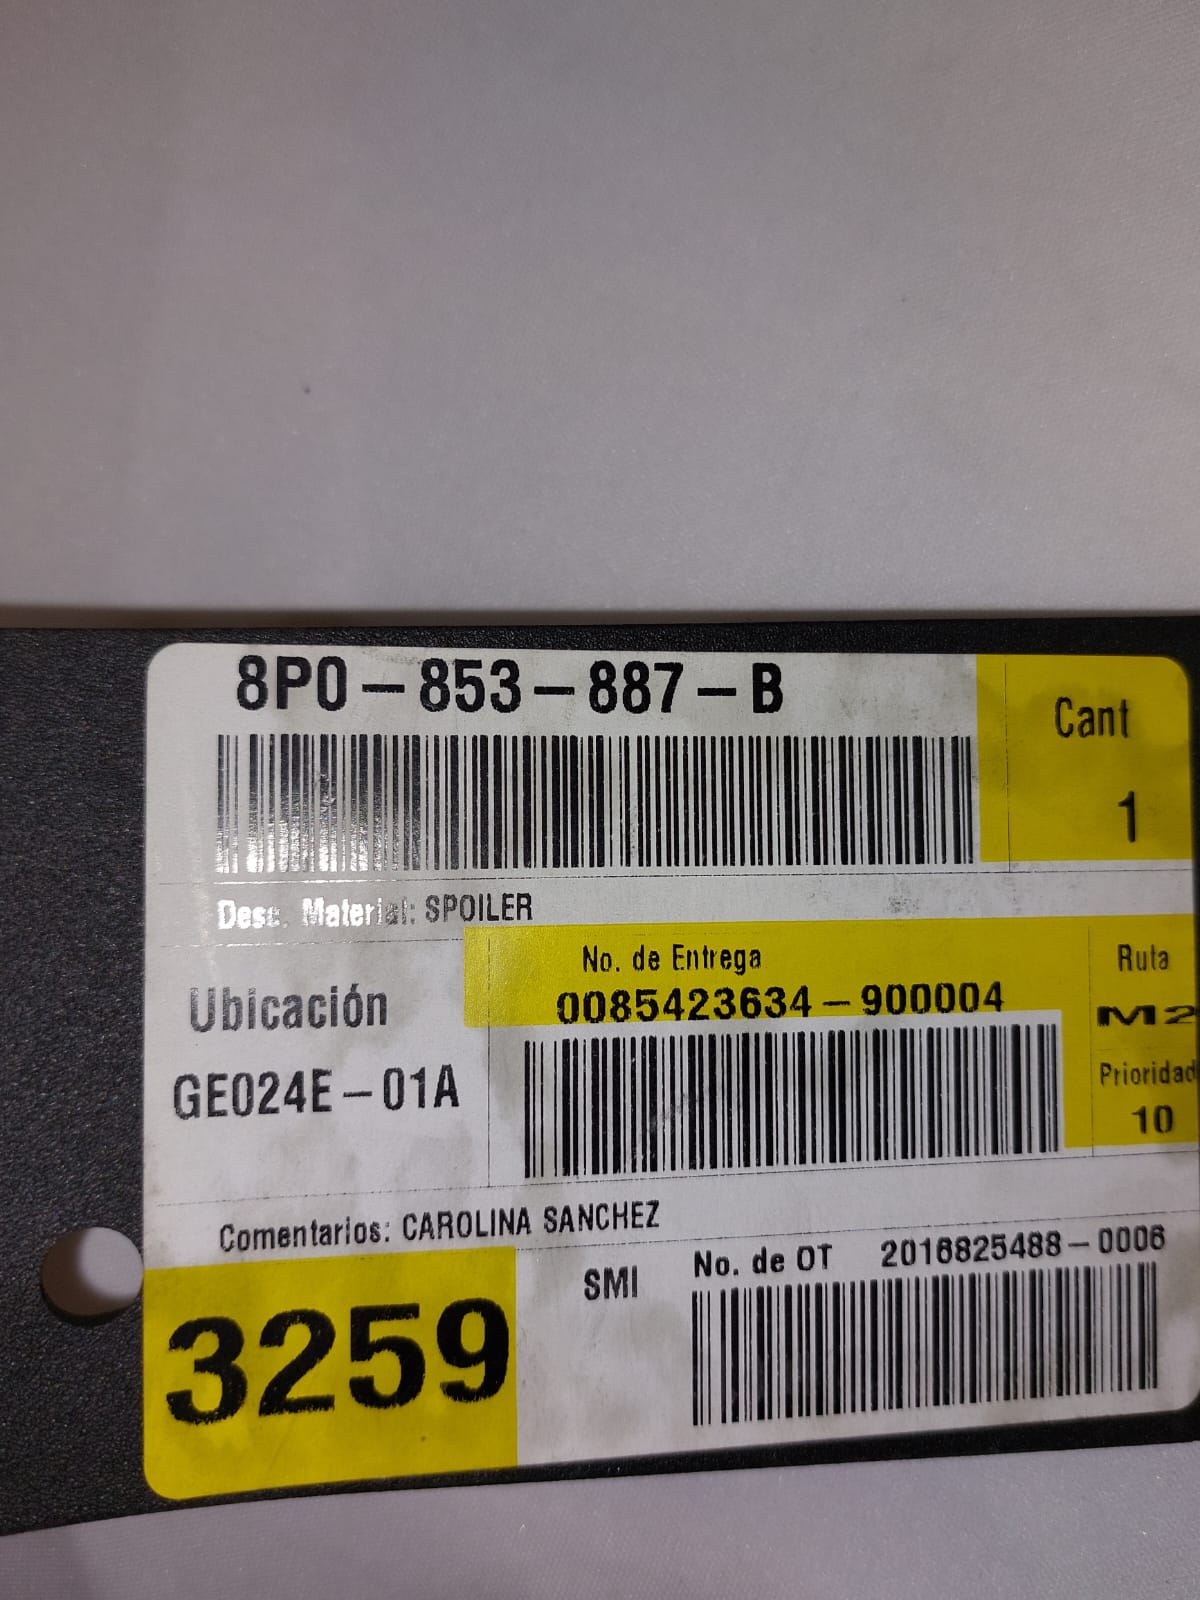 8P0-853-887-B
Cant
1
Desc. Material: SPOILER
No. de Entrega
0085423634-900004
Ruta
M2
Ubicación
GE024E-01A
Prioridad
10
Comentarios: CAROLINA SANCHEZ
3259
SMI
No. de OT 2016825488-0006